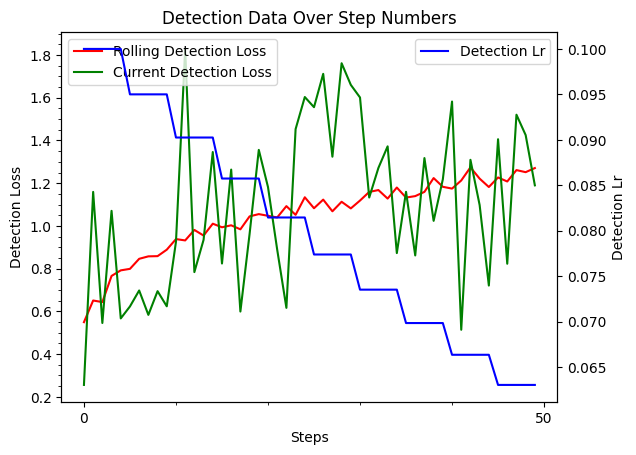 Detection Data Over Step Numbers
Rolling Detection Loss
Current Detection Loss
Detection Lr
1.8
1.6
1.4
1.2
1.0
0.8
0.6
0.4
0.2
Detection Loss
0.100
0.095
0.090
0.085
0.080
0.075
0.070
0.065
Detection Lr
0
50
Steps